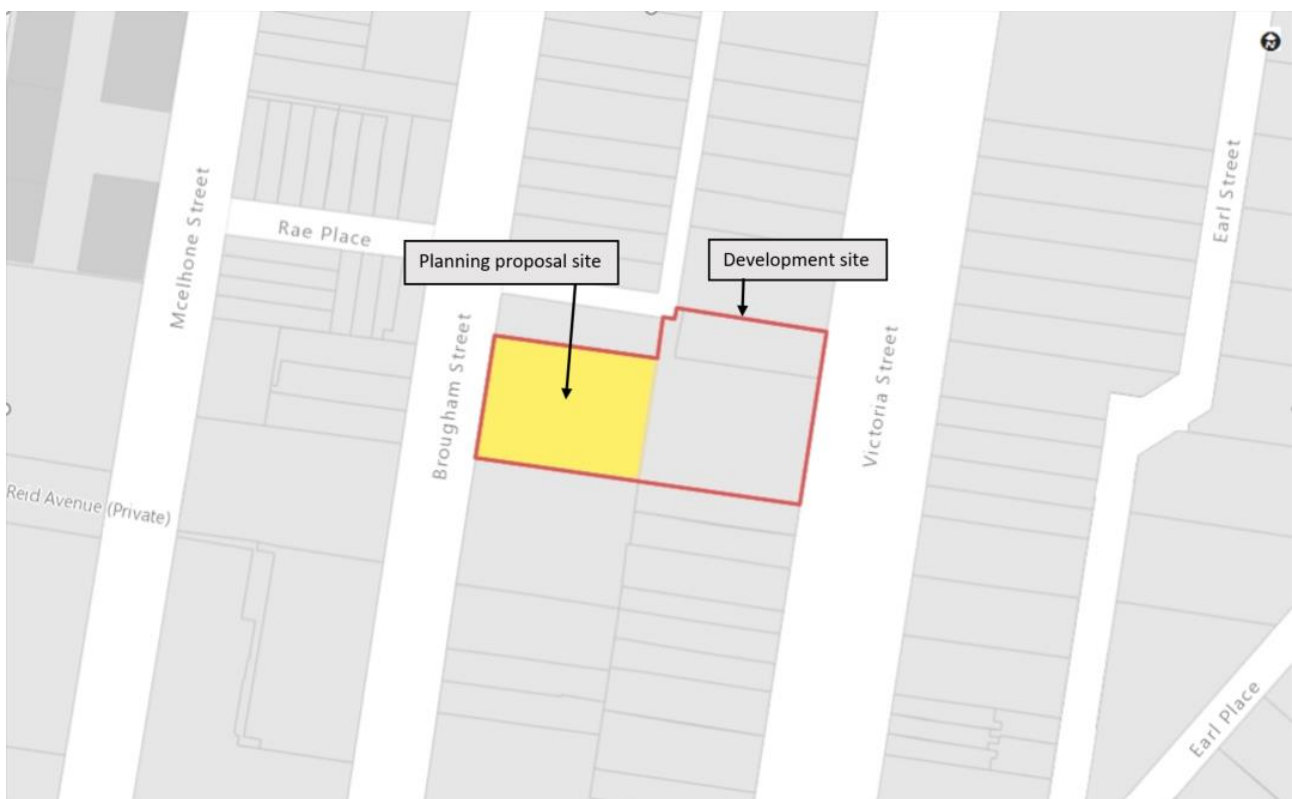 Mcelhone Street
Rae Place
Planning proposal site
Development site
Earl Street
Brougham Street
Victoria Street
Reid Avenue (Private)
Earl Place